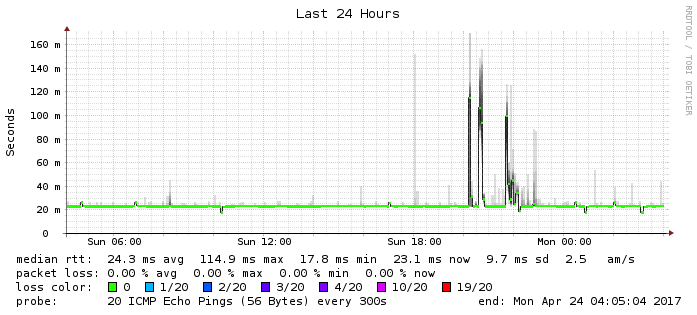 Last 24 Hours
RRDTOOL / TOBI OETIKER
Seconds
160 m
140 m
120 m
100 m
80 m
60 m
40 m
20 m
0
Sun 06:00 Sun 12:00 Sun 18:00 Mon 00:00
median rtt: 24.3 ms avg 114.9 ms max 17.8 ms min 23.1 ms now 9.7 ms sd 2.5 am/s
packet loss: 0.00 % avg 0.00 % max 0.00 % min 0.00 % now
loss color: 0 1/20 2/20 3/20 4/20 10/20 19/20
probe: 20 ICMP Echo Pings (56 Bytes) every 300s end: Mon Apr 24 04:05:04 2017